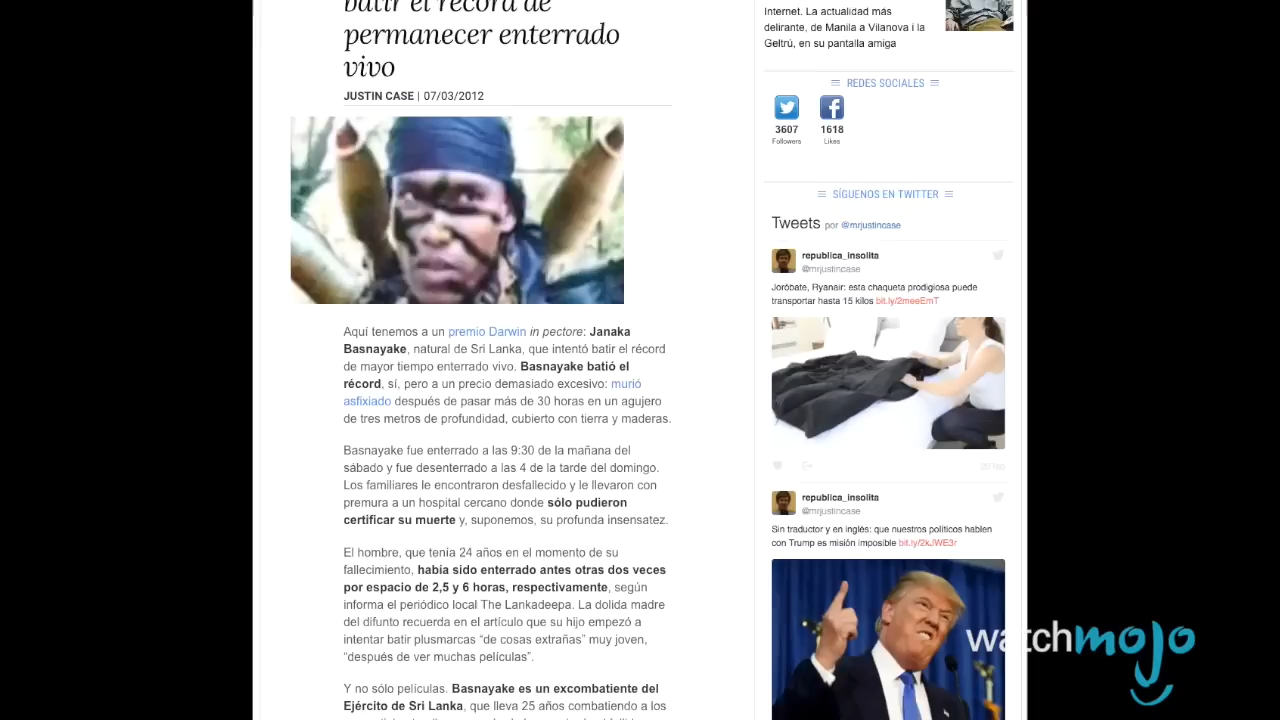 batir el récord de
permanecer enterrado
vivo
JUSTIN CASE | 07/03/2012
Aquí tenemos a un premio Darwin in pectore: Janaka
Basnayake, natural de Sri Lanka, que intentó batir el récord
de mayor tiempo enterrado vivo. Basnayake batió el
récord, sí, pero a un precio demasiado excesivo: murió
asfixiado después de pasar más de 30 horas en un agujero
de tres metros de profundidad, cubierto con tierra y maderas.
Basnayake fue enterrado a las 9:30 de la mañana del
sábado y fue desenterrado a las 4 de la tarde del domingo.
Los familiares le encontraron desfallecido y le llevaron con
premura a un hospital cercano donde sólo pudieron
certificar su muerte y, suponemos, su profunda insensatez.
El hombre, que tenía 24 años en el momento de su
fallecimiento, había sido enterrado antes otras dos veces
por espacio de 2,5 y 6 horas, respectivamente, según
informa el periódico local The Lankadeepa. La dolida madre
del difunto recuerda en el artículo que su hijo empezó a
intentar batir plusmarcas “de cosas extrañas” muy joven,
“después de ver muchas películas”.
Y no sólo películas. Basnayake es un excombatiente del
Ejército de Sri Lanka, que lleva 25 años combatiendo a los
Internet. La actualidad más
delirante, de Manila a Vilanova i la
Geltrú, en su pantalla amiga
REDES SOCIALES
3607 1618
Followers Likes
SÍGUENOS EN TWITTER
Tweets por @mrjustincase
republica_insolita
@mrjustincase
Joróbate, Ryanair: esta chaqueta prodigiosa puede
transportar hasta 15 kilos bit.ly/2meeEmT
republica_insolita
@mrjustincase
Sin traductor y en inglés: que nuestros políticos hablen
con Trump es misión imposible bit.ly/2kJWE3r
watchmojo